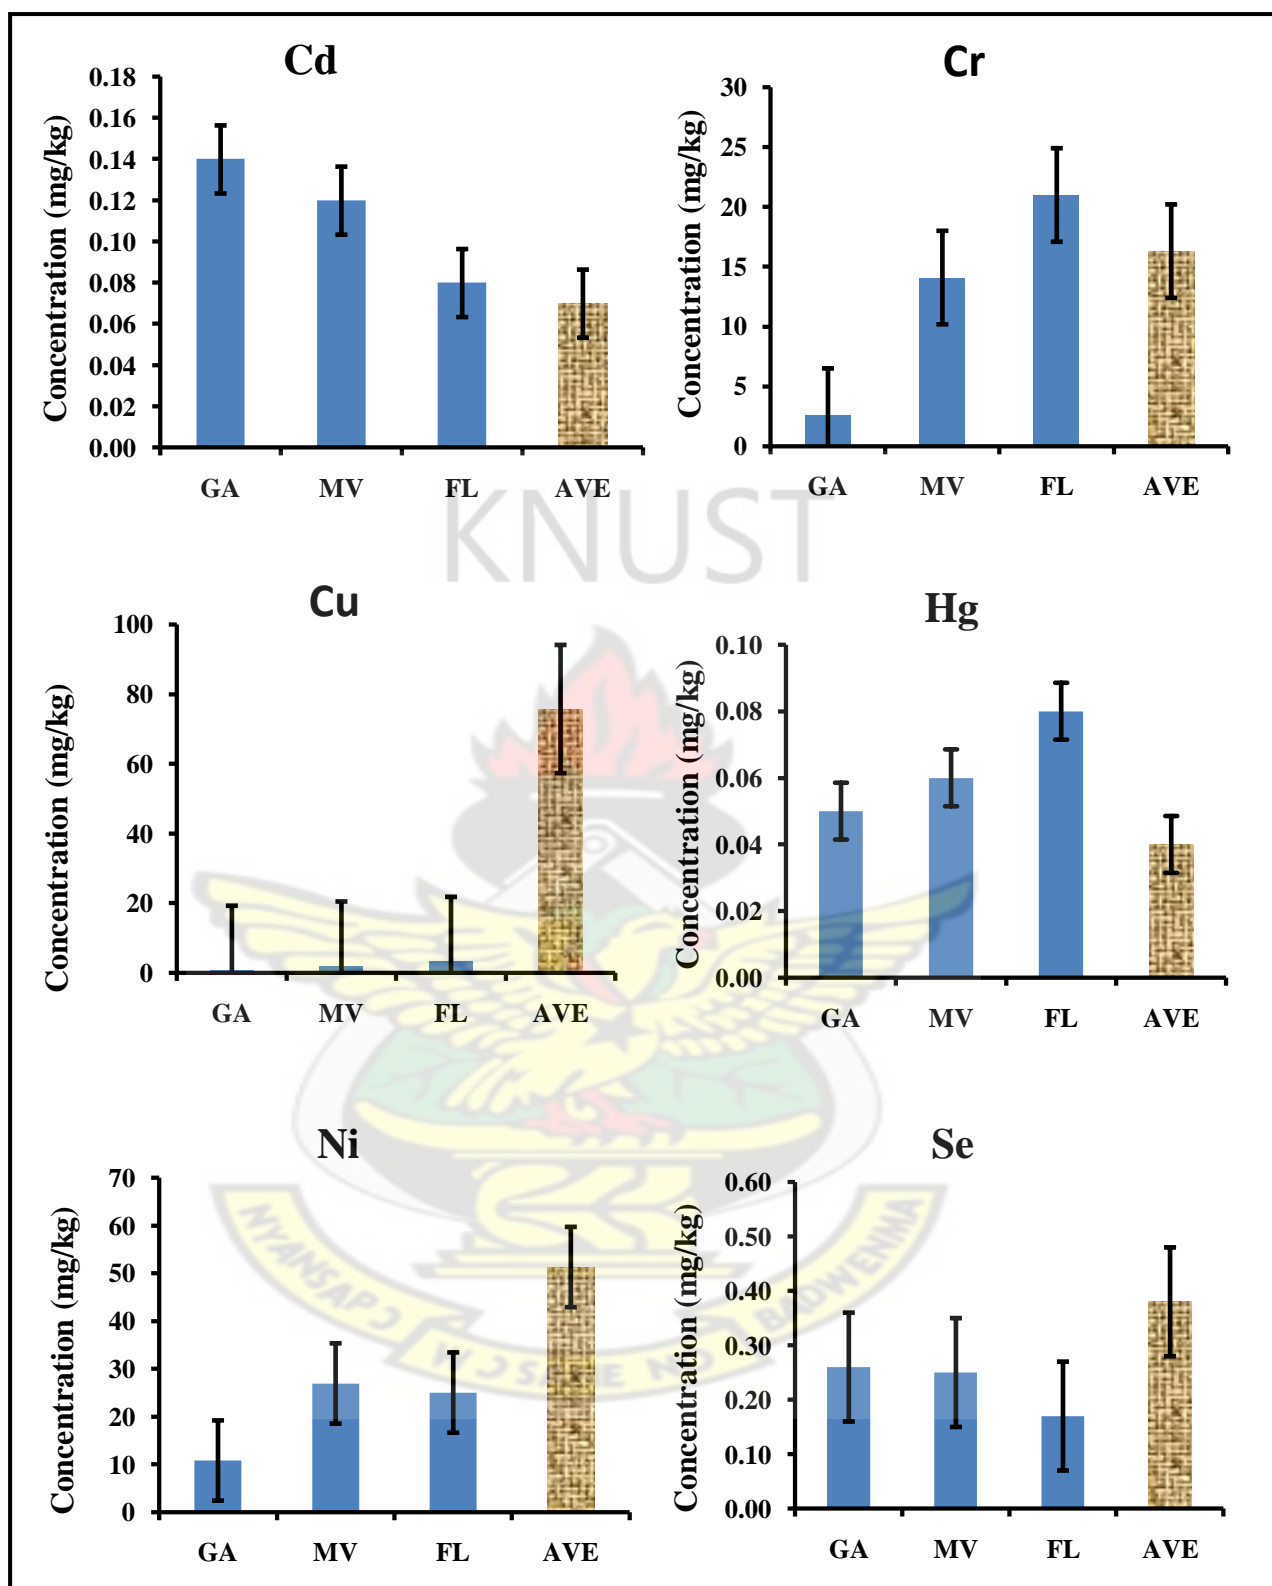 Cd
Concentration (mg/kg)
0.18
0.16
0.14
0.12
0.10
0.08
0.06
0.04
0.02
0.00
GA MV FL AVE
Cr
Concentration (mg/kg)
30
25
20
15
10
5
0
GA MV FL AVE
KNUST
Cu
Concentration (mg/kg)
100
80
60
40
20
0
GA MV FL AVE
Hg
Concentration (mg/kg)
0.10
0.08
0.06
0.04
0.02
0.00
GA MV FL AVE
Ni
Concentration (mg/kg)
70
60
50
40
30
20
10
0
GA MV FL AVE
Se
Concentration (mg/kg)
0.60
0.50
0.40
0.30
0.20
0.10
0.00
GA MV FL AVE
NYANSAPƆ WƆSANE NO BADWENMA